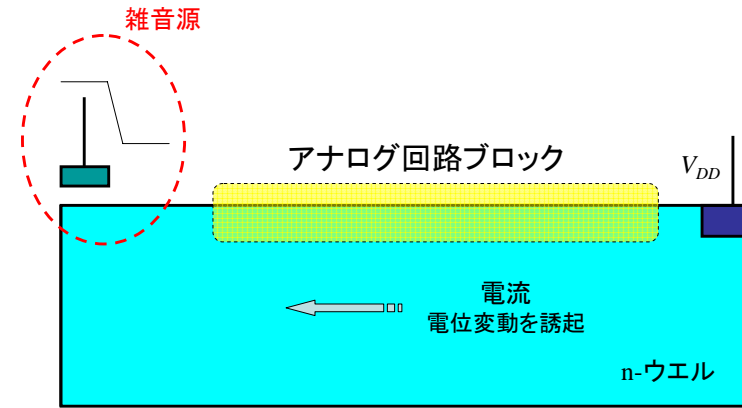 雑音源
アナログ回路ブロック
V_DD
電流
電位変動を誘起
n-ウエル